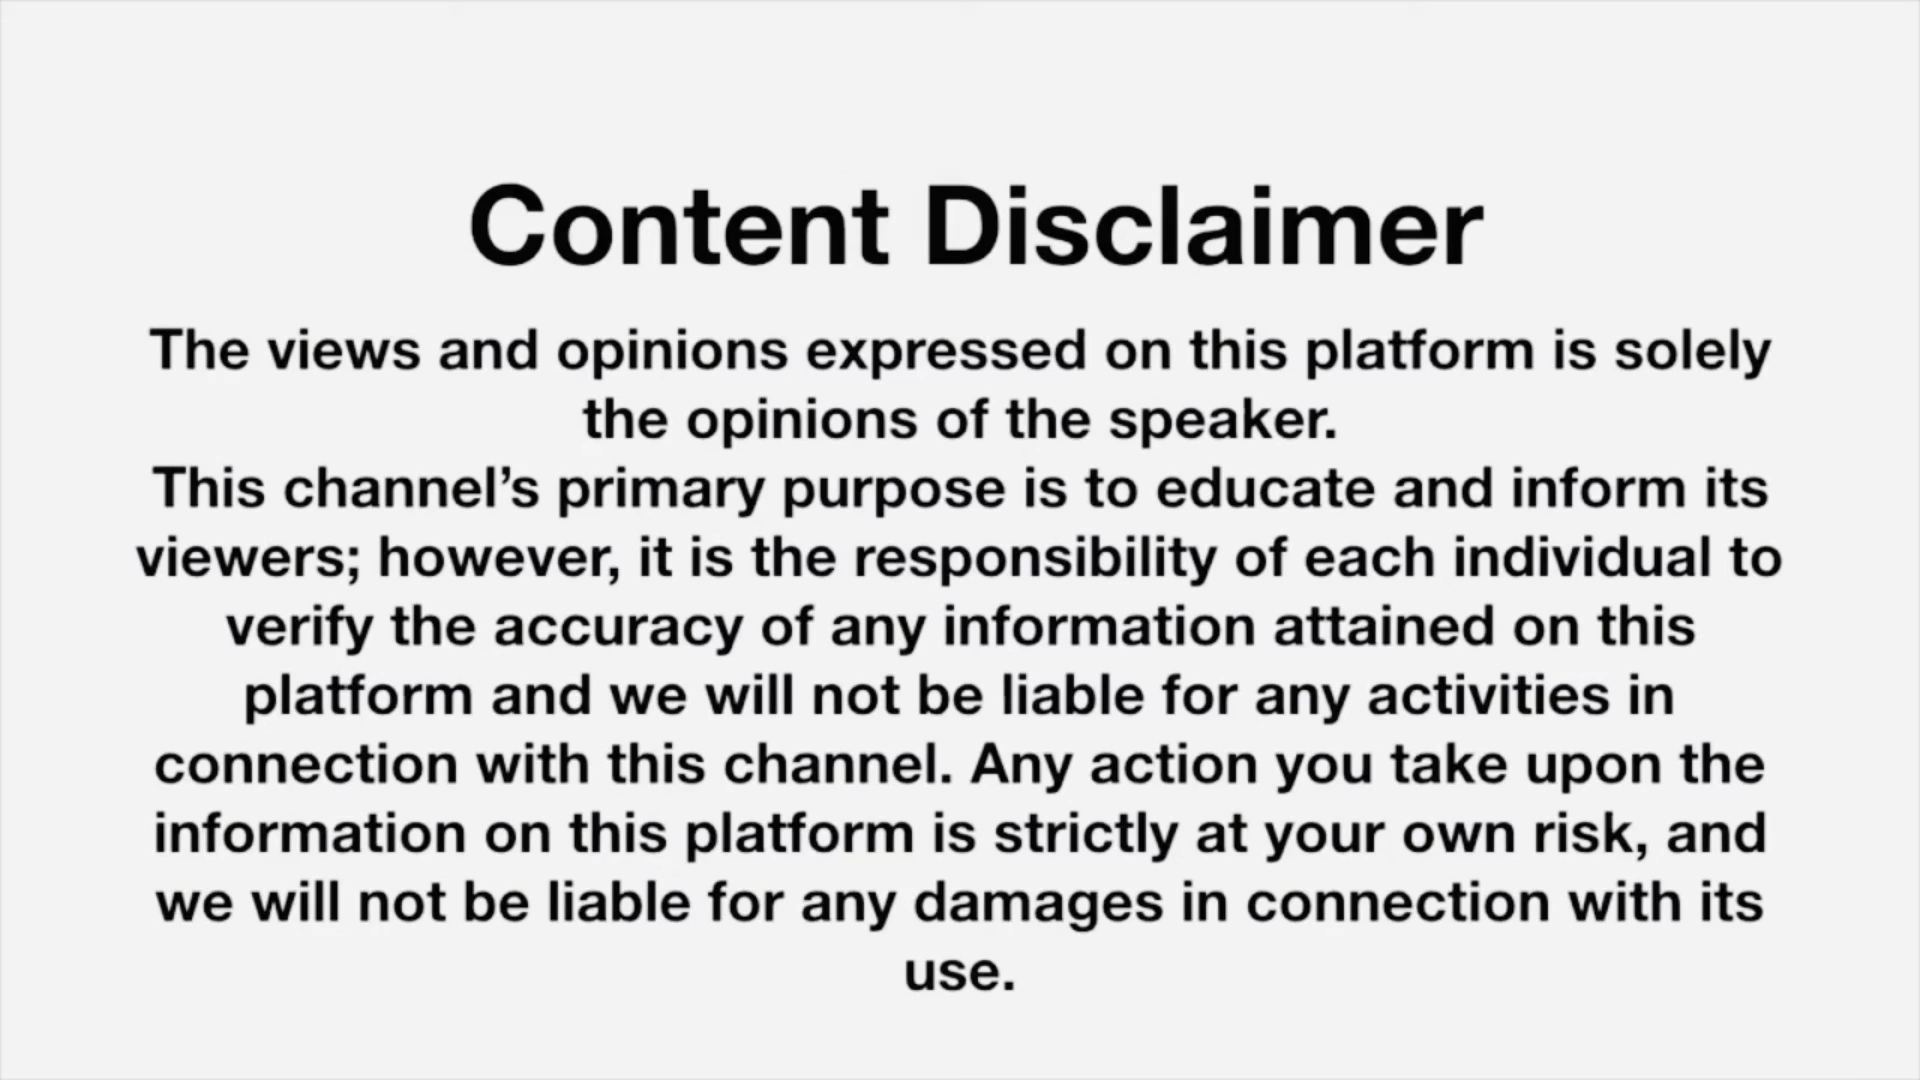 Content Disclaimer
The views and opinions expressed on this platform is solely
the opinions of the speaker.
This channel’s primary purpose is to educate and inform its
viewers; however, it is the responsibility of each individual to
verify the accuracy of any information attained on this
platform and we will not be liable for any activities in
connection with this channel. Any action you take upon the
information on this platform is strictly at your own risk, and
we will not be liable for any damages in connection with its
use.